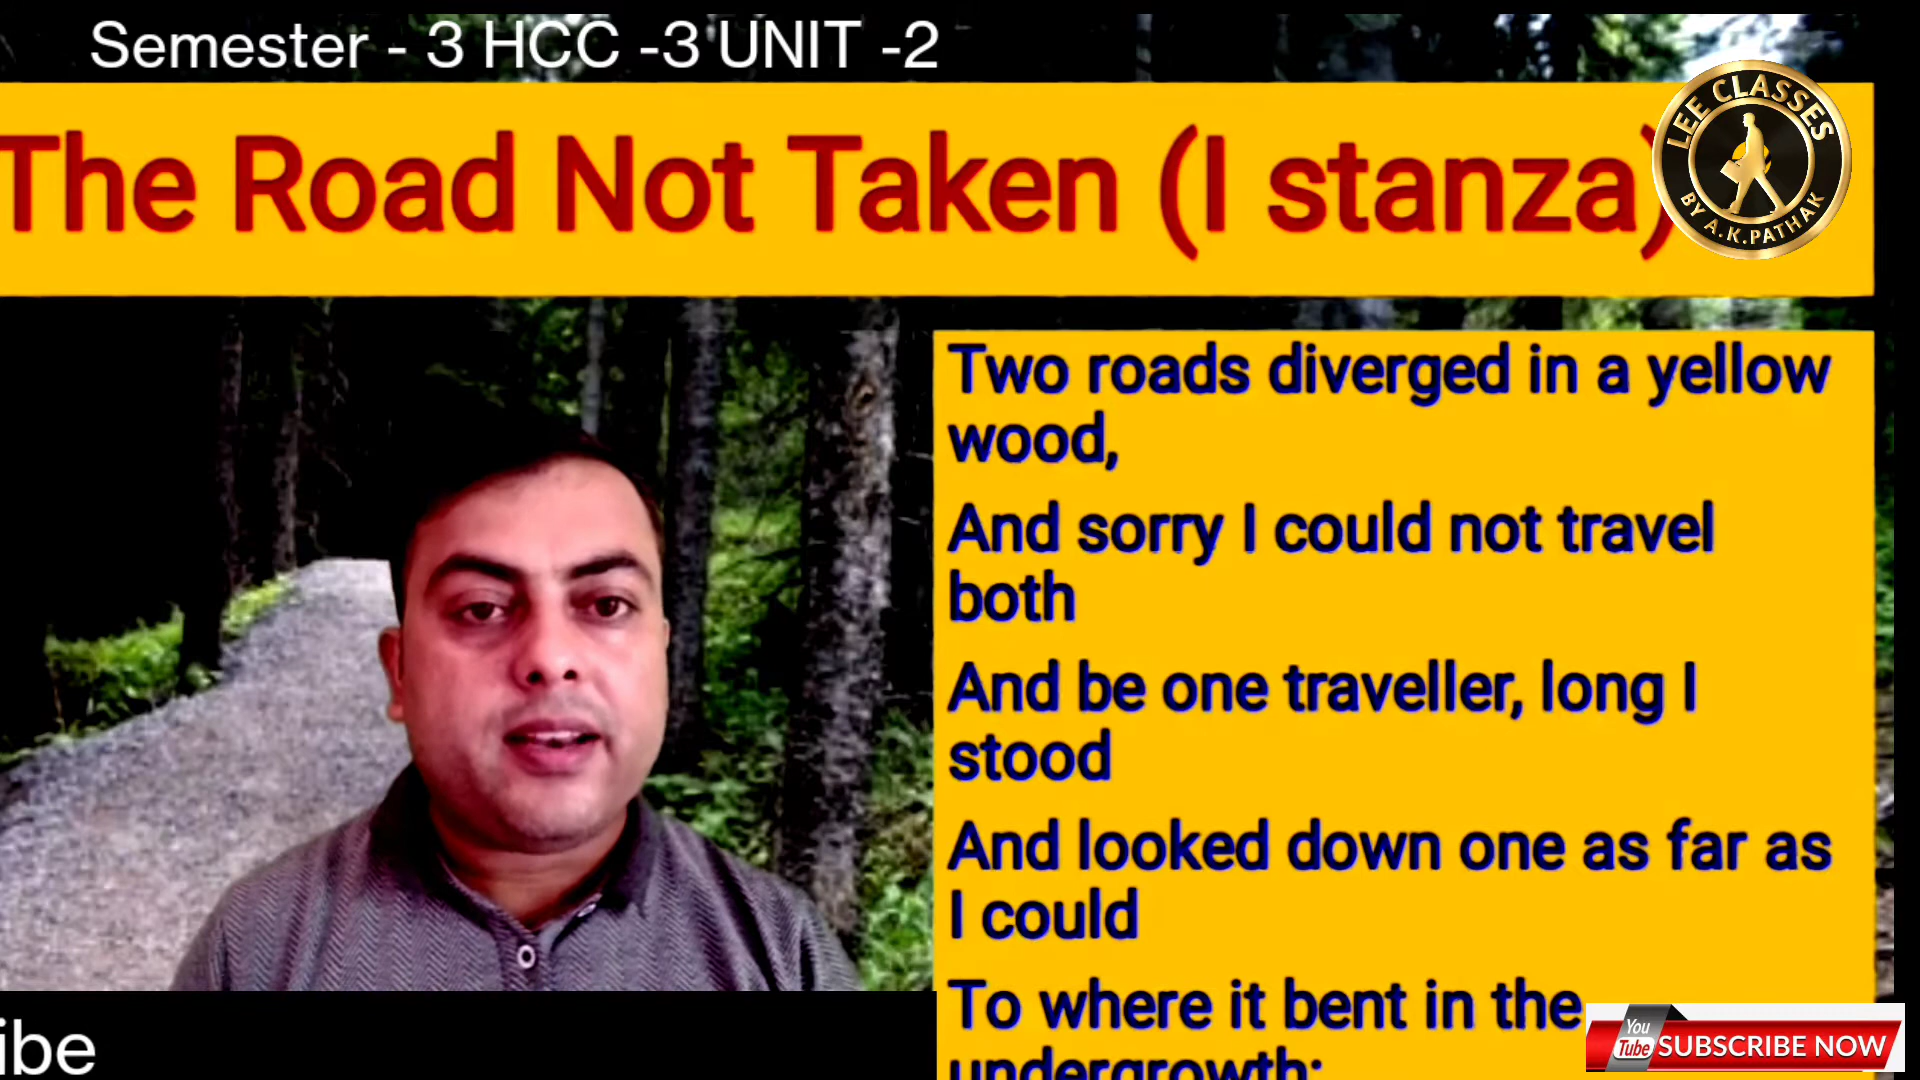 Semester - 3 HCC -3 UNIT -2
The Road Not Taken (I stanza)
LEE CLASSES
BY A.K.PATHAK
Two roads diverged in a yellow
wood,
And sorry I could not travel
both
And be one traveller, long I
stood
And looked down one as far as
I could
To where it bent in the
undergrowth;
ibe
You
Tube
SUBSCRIBE NOW